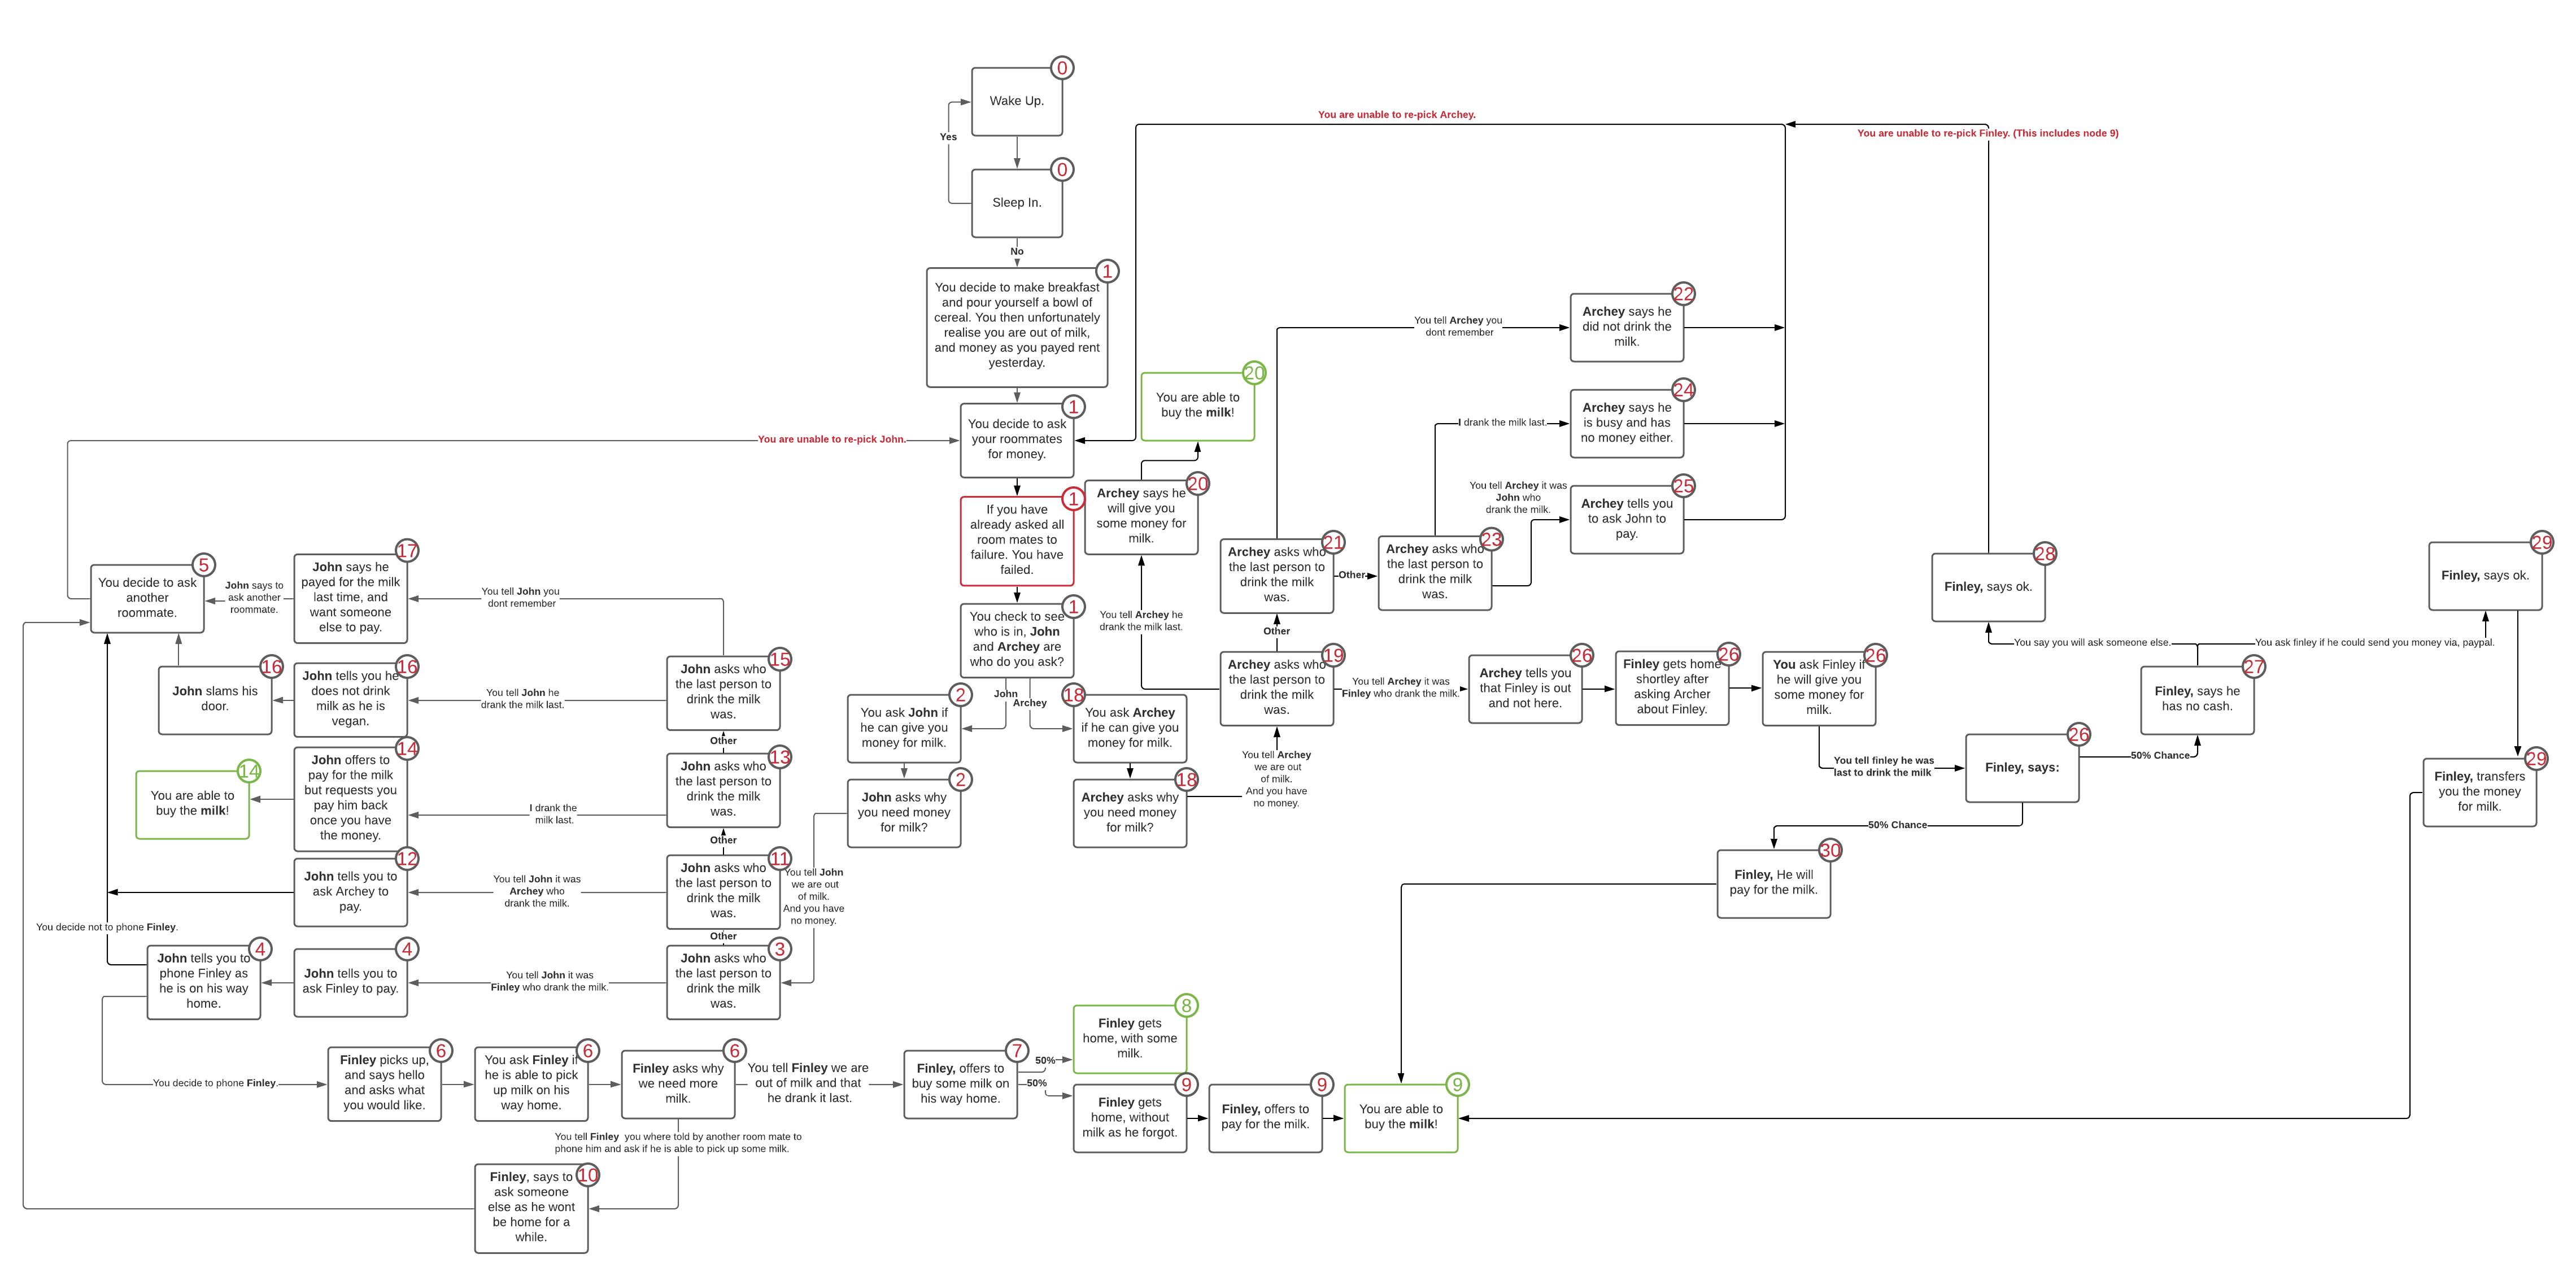 0
Wake Up.
Yes
0
Sleep In.
No
1
You decide to make breakfast
and pour yourself a bowl of
cereal. You then unfortunately
realise you are out of milk,
and money as you payed rent
yesterday.
1
You decide to ask
your roommates
for money.
You are unable to re-pick Archey.
You are unable to re-pick Finley. (This includes node 9)
You are unable to re-pick John.
1
If you have
already asked all
room mates to
failure. You have
failed.
1
You check to see
who is in, John
and Archey are
who do you ask?
John
Archey
2
You ask John if
he can give you
money for milk.
2
John asks why
you need money
for milk?
You tell John
we are out
of milk.
And you have
no money.
3
John asks who
the last person to
drink the milk
was.
You tell John it was
Finley who drank the milk.
4
John tells you to
ask Finley to pay.
4
John tells you to
phone Finley as
he is on his way
home.
You decide not to phone Finley.
5
You decide to ask
another
roommate.
You decide to phone Finley.
6
Finley picks up,
and says hello
and asks what
you would like.
6
You ask Finley if
he is able to pick
up milk on his
way home.
6
Finley asks why
we need more
milk.
You tell Finley we are
out of milk and that
he drank it last.
7
Finley, offers to
buy some milk on
his way home.
50%
8
Finley gets
home, with some
milk.
50%
9
Finley gets
home, without
milk as he forgot.
9
Finley, offers to
pay for the milk.
9
You are able to
buy the milk!
You tell Finley you where told by another room mate to
phone him and ask if he is able to pick up some milk.
10
Finley, says to
ask someone
else as he wont
be home for a
while.
Other
11
John asks who
the last person to
drink the milk
was.
You tell John it was
Archey who
drank the milk.
12
John tells you to
ask Archey to
pay.
Other
13
John asks who
the last person to
drink the milk
was.
I drank the
milk last.
14
John offers to
pay for the milk
but requests you
pay him back
once you have
the money.
14
You are able to
buy the milk!
Other
15
John asks who
the last person to
drink the milk
was.
You tell John he
drank the milk last.
16
John tells you he
does not drink
milk as he is
vegan.
16
John slams his
door.
You tell John you
dont remember
17
John says he
payed for the milk
last time, and
want someone
else to pay.
John says to
ask another
roommate.
18
You ask Archey
if he can give you
money for milk.
18
Archey asks why
you need money
for milk?
You tell Archey
we are out
of milk.
And you have
no money.
19
Archey asks who
the last person to
drink the milk
was.
You tell Archey he
drank the milk last.
20
Archey says he
will give you
some money for
milk.
20
You are able to
buy the milk!
Other
21
Archey asks who
the last person to
drink the milk
was.
You tell Archey you
dont remember
22
Archey says he
did not drink the
milk.
Other
23
Archey asks who
the last person to
drink the milk
was.
I drank the milk last.
24
Archey says he
is busy and has
no money either.
You tell Archey it was
John who
drank the milk.
25
Archey tells you
to ask John to
pay.
You tell Archey it was
Finley who drank the milk.
26
Archey tells you
that Finley is out
and not here.
26
Finley gets home
shortley after
asking Archer
about Finley.
26
You ask Finley if
he will give you
some money for
milk.
You tell finley he was
last to drink the milk
26
Finley, says:
50% Chance
27
Finley, says he
has no cash.
You say you will ask someone else.
28
Finley, says ok.
You ask finley if he could send you money via, paypal.
29
Finley, says ok.
29
Finley, transfers
you the money
for milk.
50% Chance
30
Finley, He will
pay for the milk.